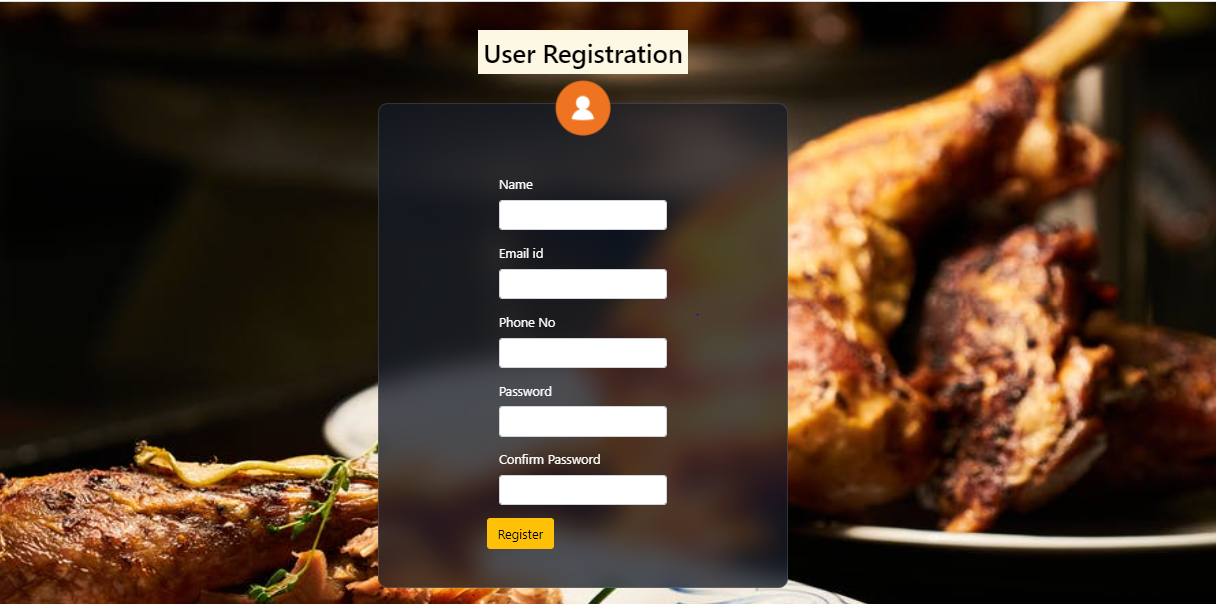 User Registration
Name
Email id
Phone No
Password
Confirm Password
Register